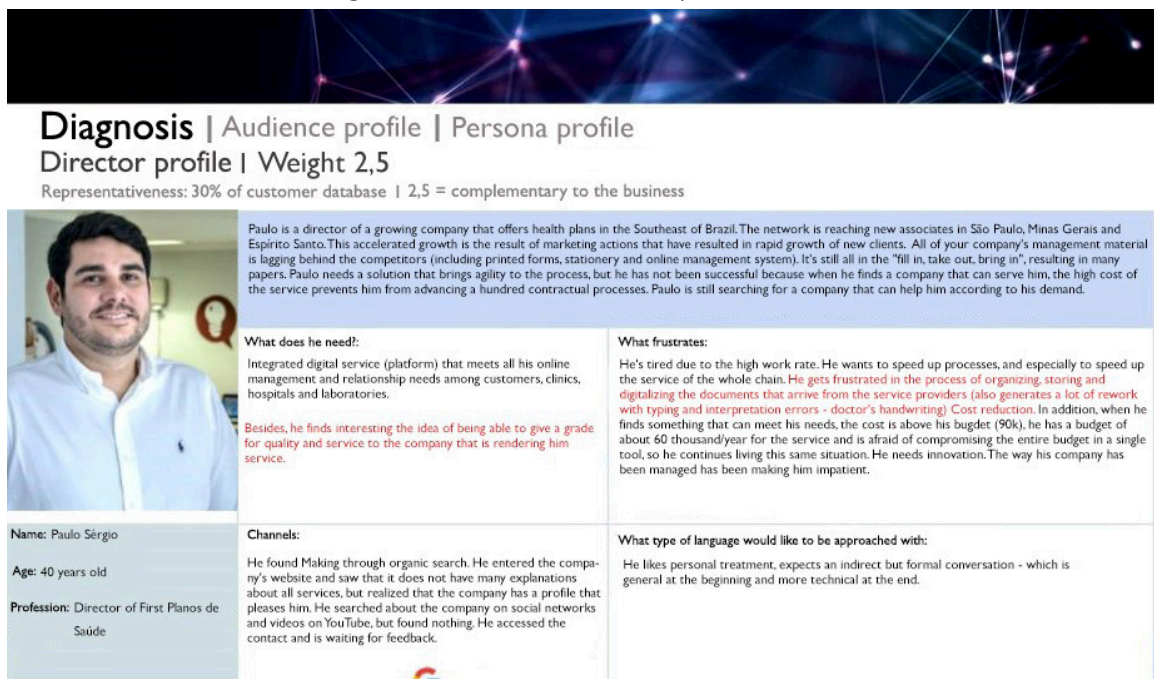 Diagnosis | Audience profile | Persona profile
Director profile | Weight 2,5
Representativeness: 30% of customer database | 2,5 = complementary to the business
Paulo is a director of a growing company that offers health plans in the Southeast of Brazil. The network is reaching new associates in São Paulo, Minas Gerais and
Espírito Santo. This accelerated growth is the result of marketing actions that have resulted in rapid growth of new clients. All of your company's management material
is lagging behind the competitors (including printed forms, stationery and online management system). It's still all in the "fill in, take out, bring in", resulting in many
papers. Paulo needs a solution that brings agility to the process, but he has not been successful because when he finds a company that can serve him, the high cost of
the service prevents him from advancing a hundred contractual processes. Paulo is still searching for a company that can help him according to his demand.
What does he need?:
Integrated digital service (platform) that meets all his online
management and relationship needs among customers, clinics,
hospitals and laboratories.
Besides, he finds interesting the idea of being able to give a grade
for quality and service to the company that is rendering him
service.
What frustrates:
He's tired due to the high work rate. He wants to speed up processes, and especially to speed up
the service of the whole chain. He gets frustrated in the process of organizing, storing and
digitalizing the documents that arrive from the service providers (also generates a lot of rework
with typing and interpretation errors - doctor's handwriting) Cost reduction. In addition, when he
finds something that can meet his needs, the cost is above his bugdet (90k), he has a budget of
about 60 thousand/year for the service and is afraid of compromising the entire budget in a single
tool, so he continues living this same situation. He needs innovation. The way his company has
been managed has been making him impatient.
Name: Paulo Sérgio
Age: 40 years old
Profession: Director of First Planos de
Saúde
Channels:
He found Making through organic search. He entered the compa-
ny's website and saw that it does not have many explanations
about all services, but realized that the company has a profile that
pleases him. He searched about the company on social networks
and videos on YouTube, but found nothing. He accessed the
contact and is waiting for feedback.
What type of language would like to be approached with:
He likes personal treatment, expects an indirect but formal conversation - which is
general at the beginning and more technical at the end.